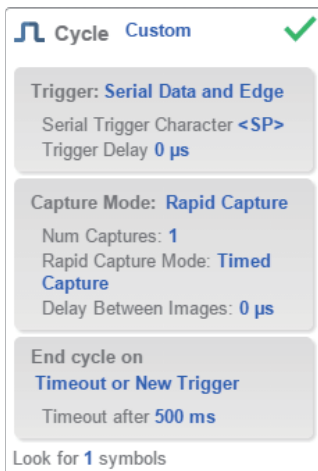 Cycle Custom
Trigger: Serial Data and Edge
Serial Trigger Character <SP>
Trigger Delay 0 µs
Capture Mode: Rapid Capture
Num Captures: 1
Rapid Capture Mode: Timed
Capture
Delay Between Images: 0 µs
End cycle on
Timeout or New Trigger
Timeout after 500 ms
Look for 1 symbols